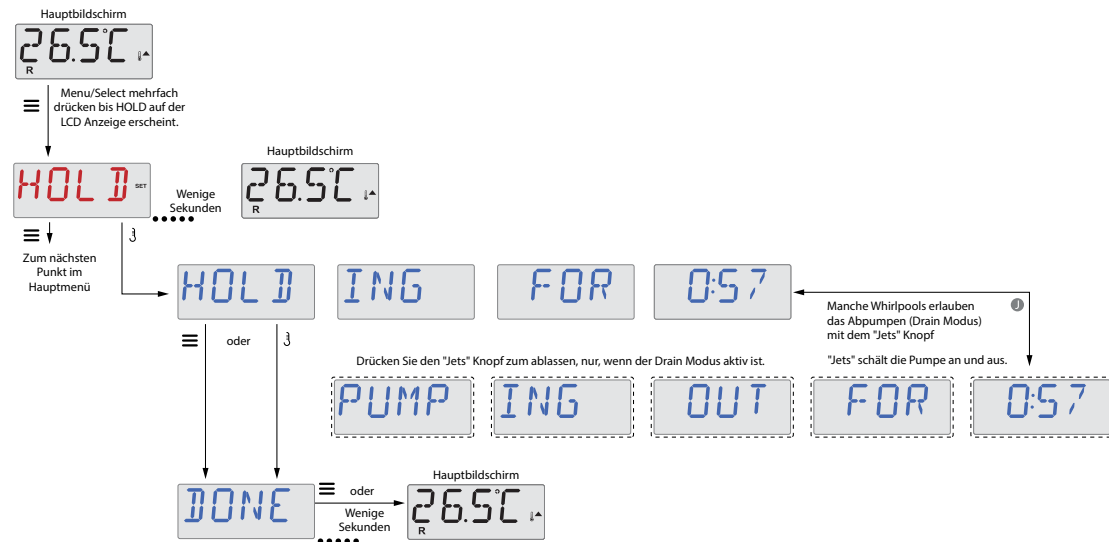 Hauptbildschirm
26.5°C
R
Menu/Select mehrfach
drücken bis HOLD auf der
LCD Anzeige erscheint.
Hauptbildschirm
HOLD SET
Wenige
Sekunden
26.5°C
R
Zum nächsten
Punkt im
Hauptmenü
HOLD ING FOR 0:57
Manche Whirlpools erlauben
das Abpumpen (Drain Modus)
mit dem "Jets" Knopf
J
"Jets" schält die Pumpe an und aus.
oder
Drücken Sie den "Jets" Knopf zum ablassen, nur, wenn der Drain Modus aktiv ist.
PUMP ING OUT FOR 0:57
Hauptbildschirm
DONE
oder
Wenige
Sekunden
26.5°C
R